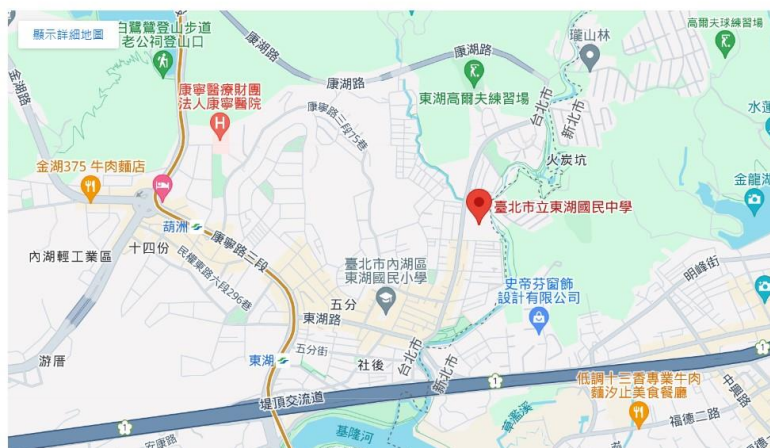 顯示詳細地圖
白鷺鷥登山步道
老公祠登山口
康湖路
康湖路
瓏山林
高爾夫球練習場
金湖路
康寧醫療財團
法人康寧醫院
康寧路三段75巷
東湖高爾夫練習場
台北市
新北市
水蓮
火炭坑
金湖375 牛肉麵店
金龍湖
臺北市立東湖國民中學
葫洲
十四份
康寧路三段
內湖輕工業區
民權東路六段296巷
臺北市內湖區
東湖國民小學
史帝芬窗飾
設計有限公司
明峰街
五分
東湖路
五分街
游厝
東湖
社後
台北市
新北市
1
1
低調十三香專業牛肉
麵汐止美食餐廳
中興路
堤頂交流道
1
安康路
基隆河
福德二路